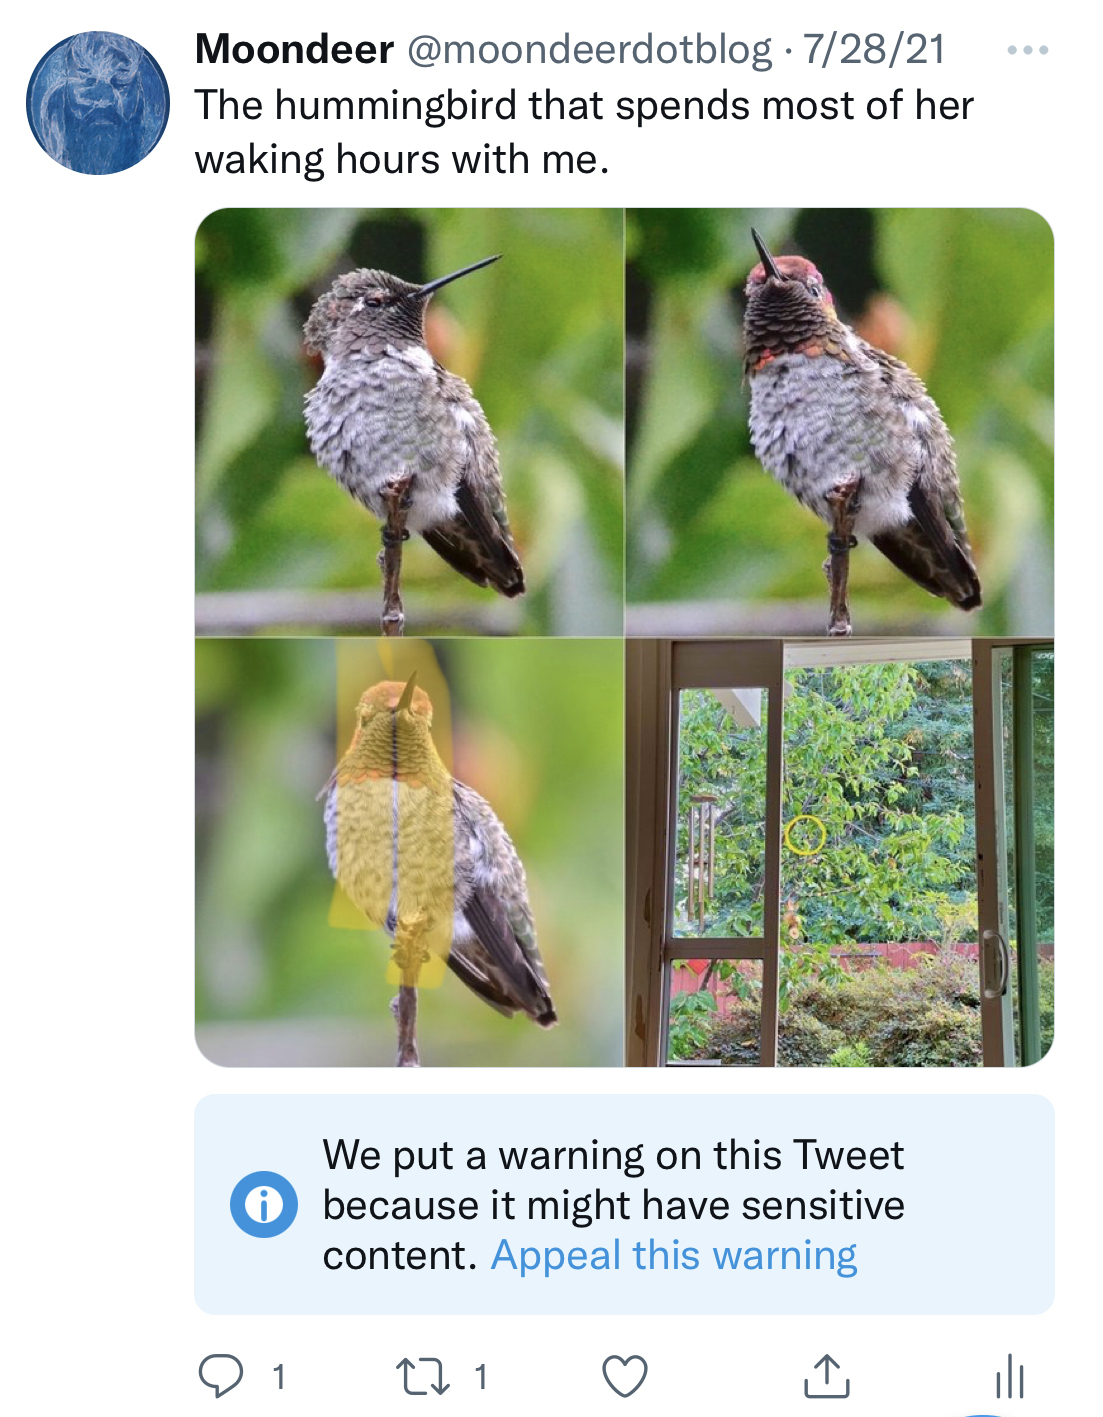 Moondeer @moondeerdotblog · 7/28/21
The hummingbird that spends most of her
waking hours with me.
We put a warning on this Tweet
because it might have sensitive
content. Appeal this warning
1 1